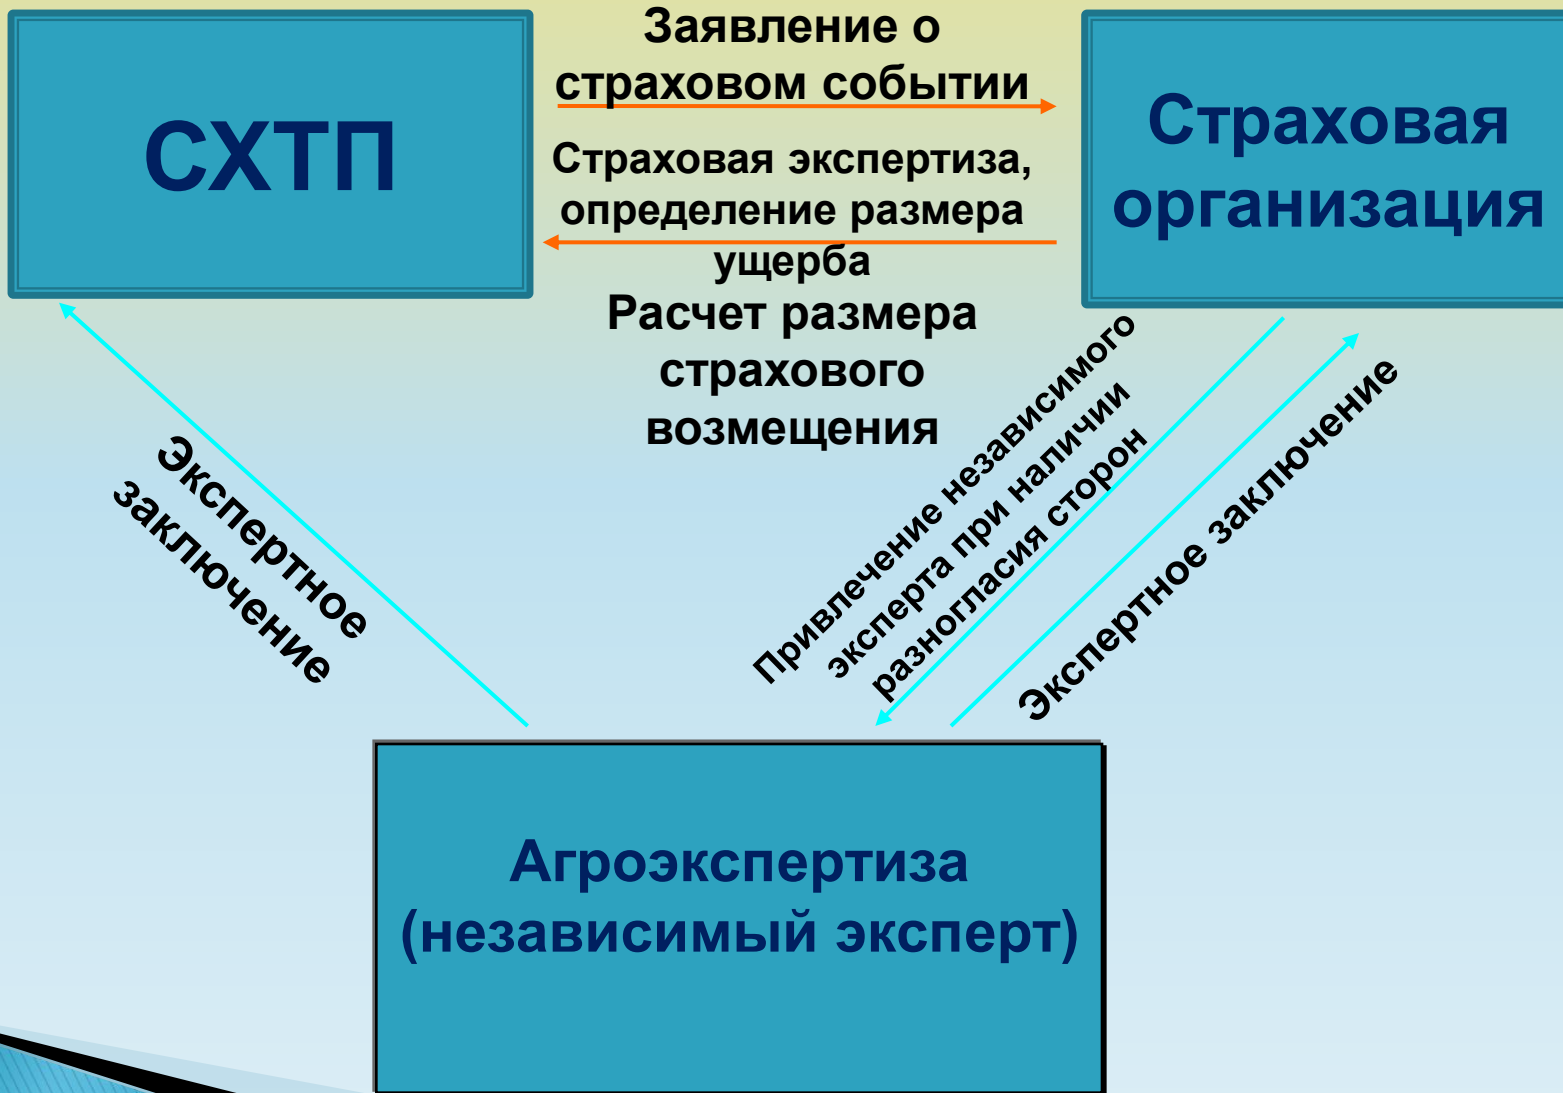 СХТП
Заявление о
страховом событии
Страховая экспертиза,
определение размера
ущерба
Расчет размера
страхового
возмещения
Страховая
организация
Экспертное
заключение
Привлечение независимого
эксперта при наличии
разногласия сторон
Экспертное заключение
Агроэкспертиза
(независимый эксперт)